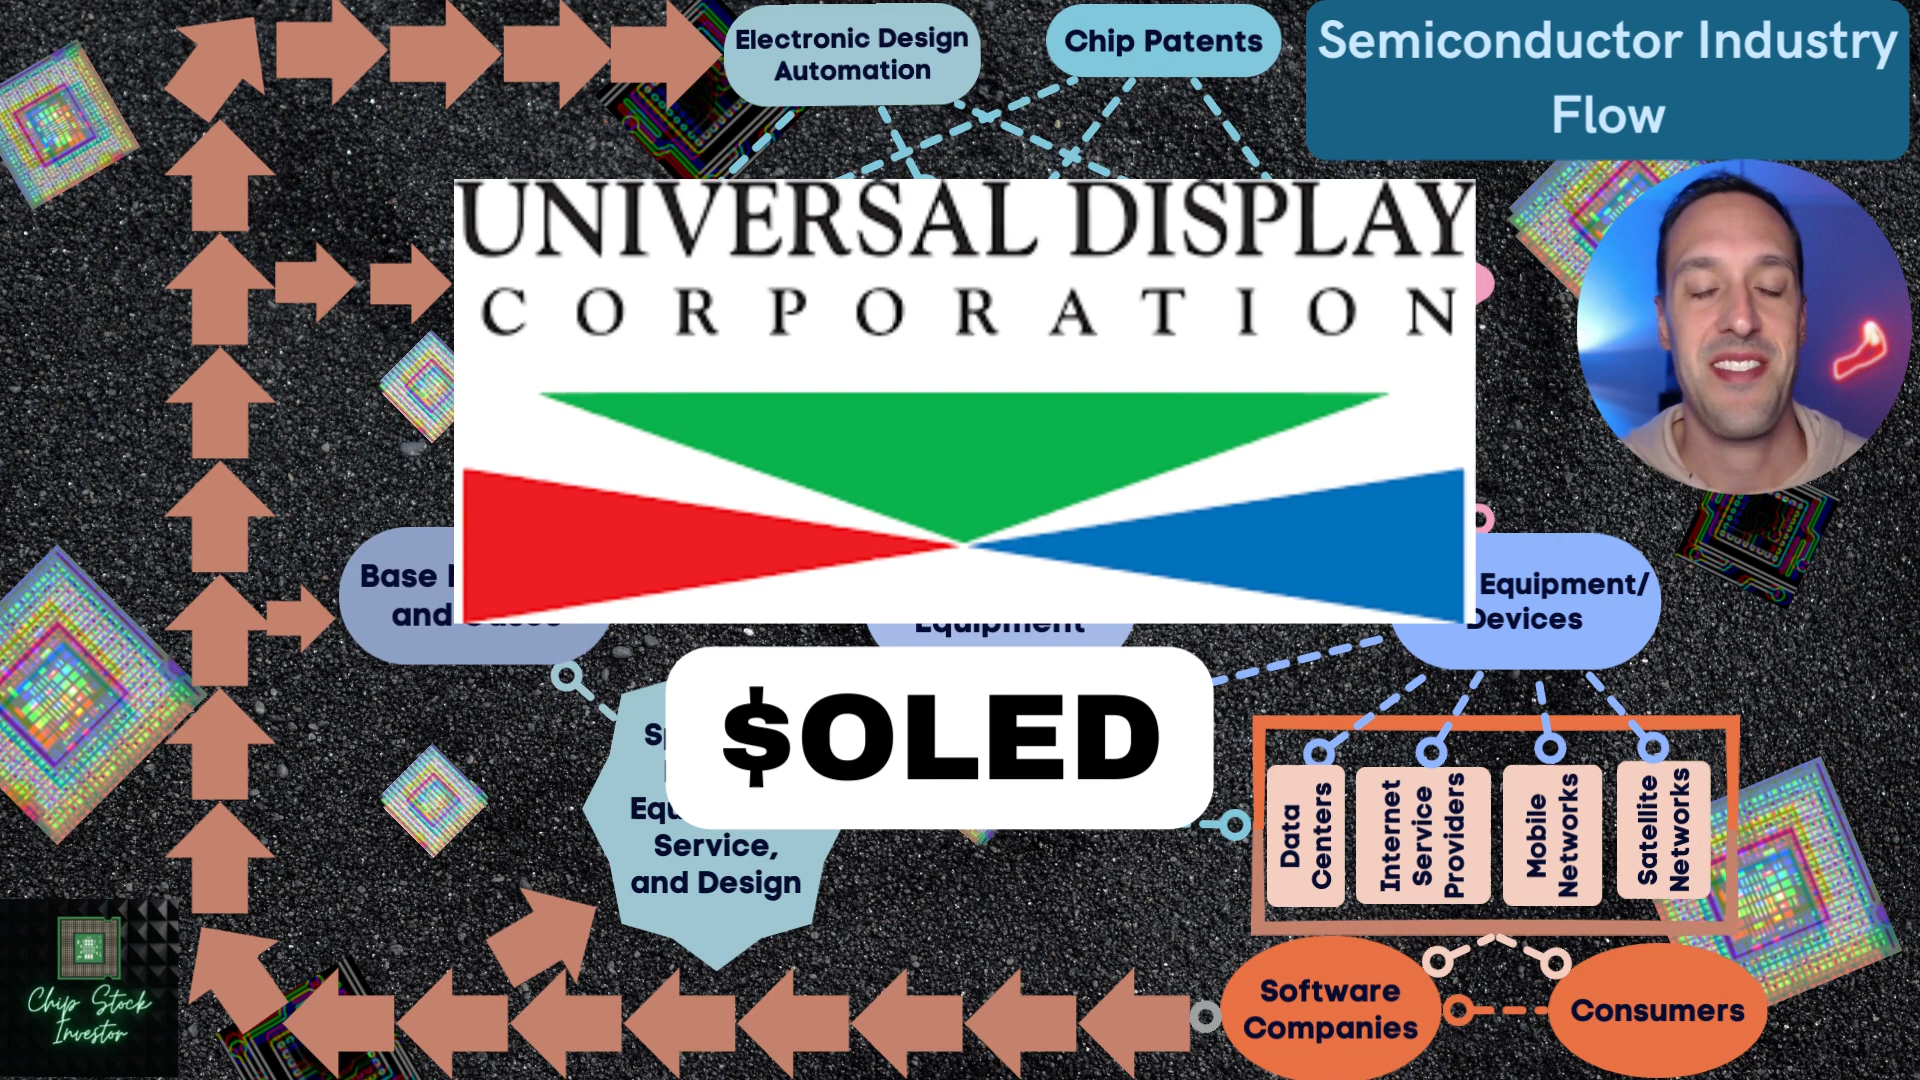 Electronic Design
Automation
Chip Patents
Semiconductor Industry
Flow
UNIVERSAL DISPLAY
CORPORATION
Base
and
Equipment
Equipment/
Devices
$OLED
Service,
and Design
Data
Centers
Internet
Service
Providers
Mobile
Networks
Satellite
Networks
Software
Companies
Consumers
Chip Stock
Investor